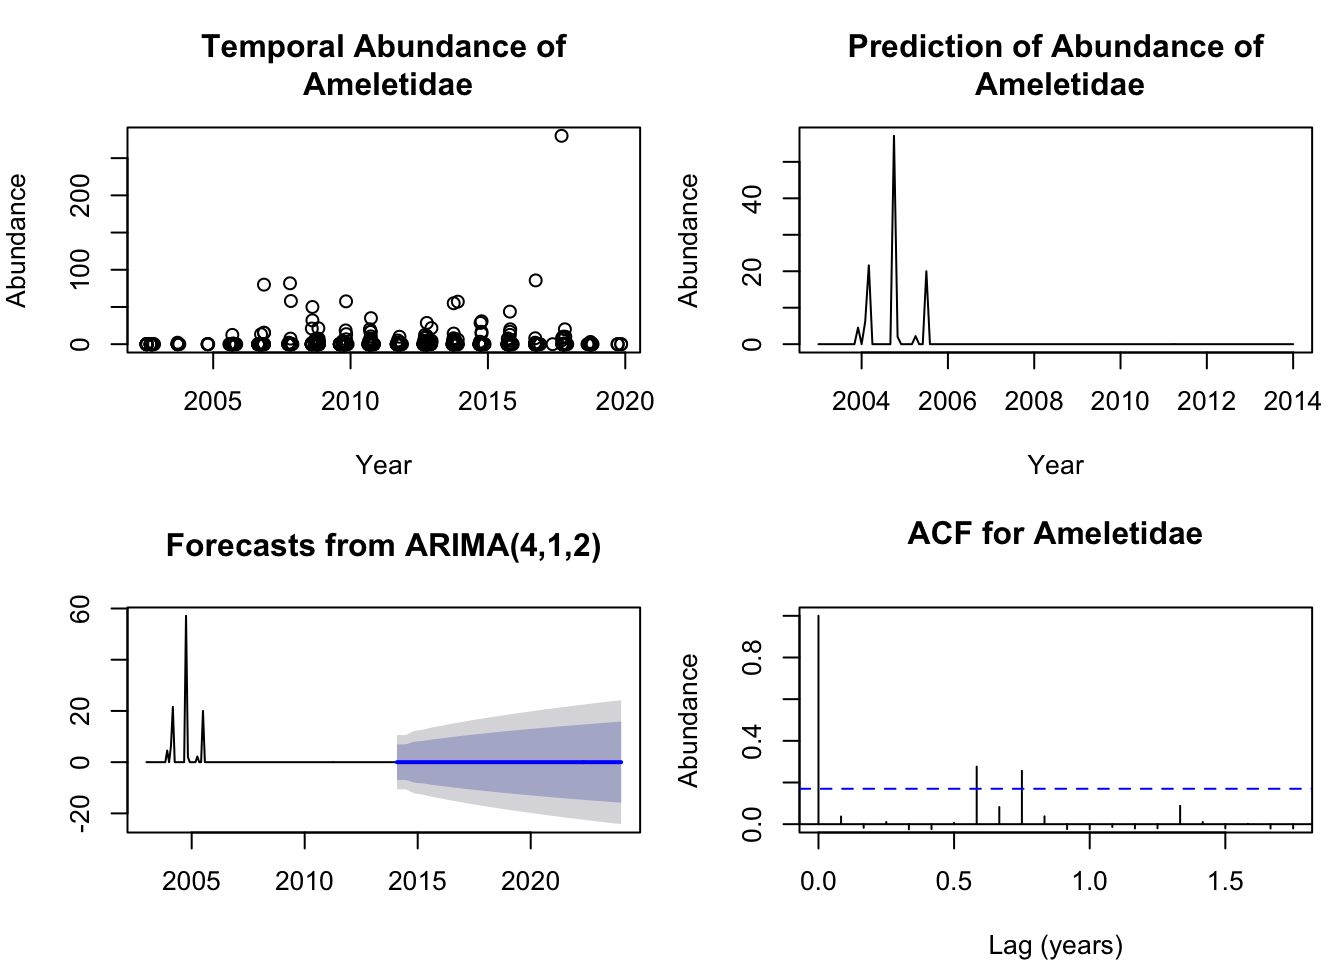 Temporal Abundance of
Ameletidae
Abundance
0
100
200
2005
2010
2015
2020
Year
Prediction of Abundance of
Ameletidae
Abundance
0
20
40
2004
2006
2008
2010
2012
2014
Year
Forecasts from ARIMA(4,1,2)
-20
0
20
60
2005
2010
2015
2020
ACF for Ameletidae
Abundance
0.0
0.4
0.8
0.0
0.5
1.0
1.5
Lag (years)